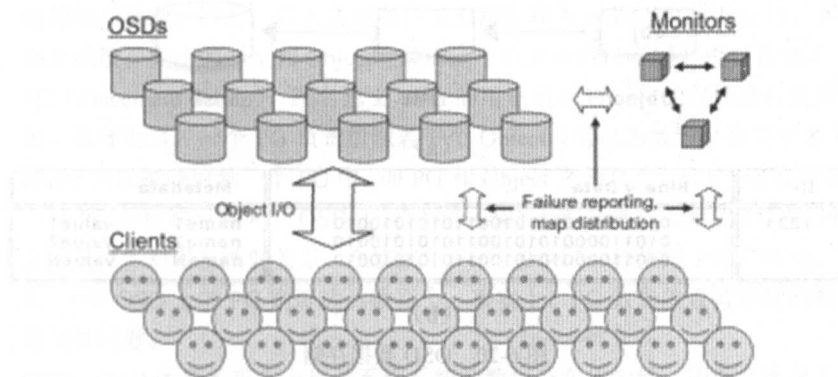 OSDs
Monitors
Object I/O
Failure reporting,
map distribution
Clients